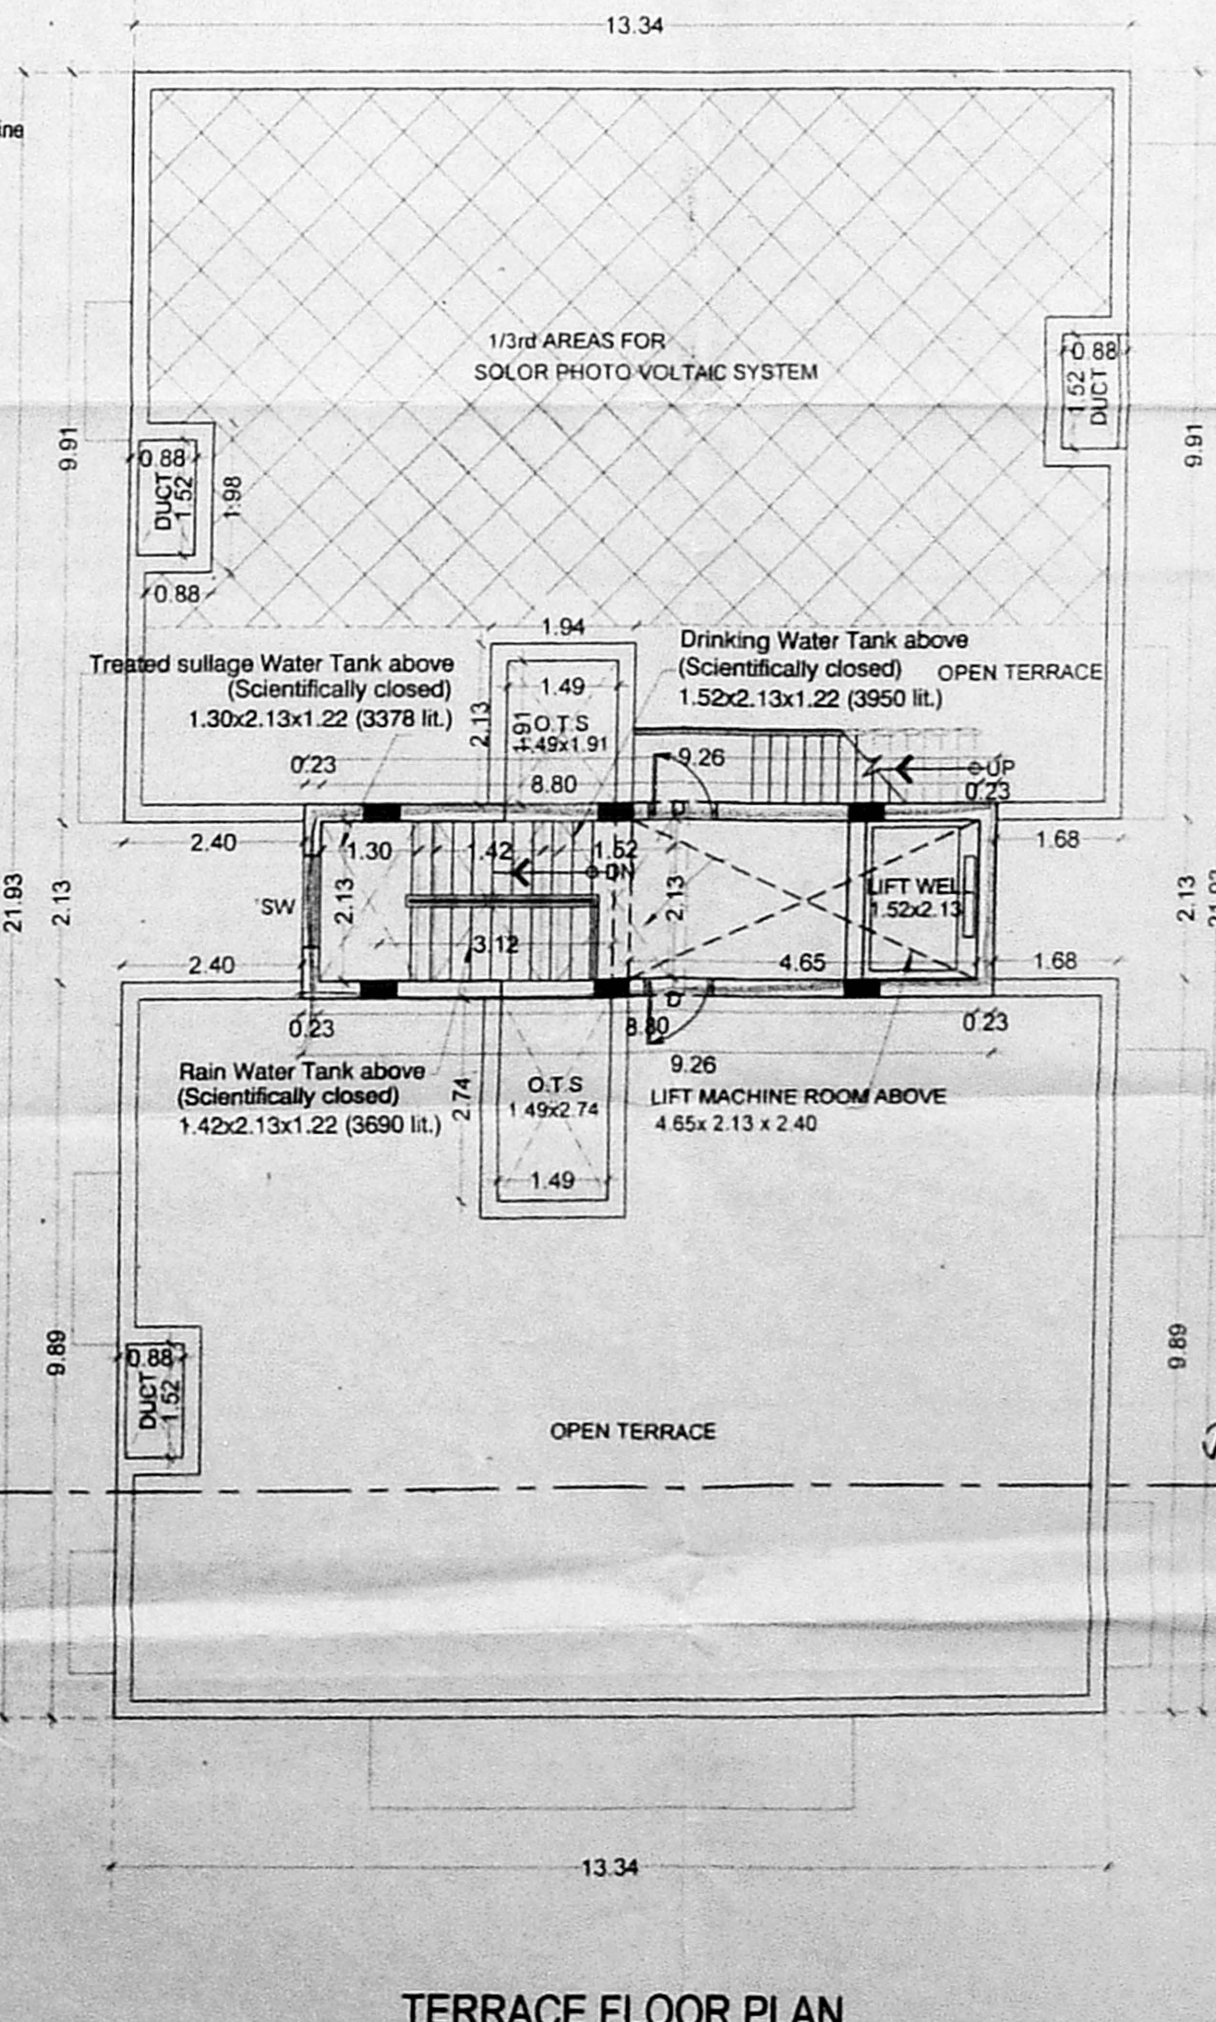 13.34
ine
1/3rd AREAS FOR
SOLOR PHOTO VOLTAIC SYSTEM
0.88
1.52
DUCT
9.91
9.91
0.88
DUCT
1.52
1.98
0.88
1.94
Treated sullage Water Tank above
(Scientifically closed)
1.30x2.13x1.22 (3378 lit.)
Drinking Water Tank above
(Scientifically closed)
1.52x2.13x1.22 (3950 lit.)
OPEN TERRACE
1.49
2.13
1.91
O.T.S
1.49x1.91
0.23
9.26
8.80
UP
0.23
D
2.40
1.30
1.42
1.52
1.68
DN
21.93
2.13
SW
2.13
2.13
LIFT WELL
1.52x2.13
2.13
21.93
3.12
2.40
4.65
1.68
D
0.23
8.80
0.23
9.26
Rain Water Tank above
(Scientifically closed)
1.42x2.13x1.22 (3690 lit.)
2.74
O.T.S
1.49x2.74
LIFT MACHINE ROOM ABOVE
4.65x 2.13 x 2.40
1.49
9.89
0.88
DUCT
1.52
9.89
OPEN TERRACE
13.34
TERRACE FLOOR PLAN